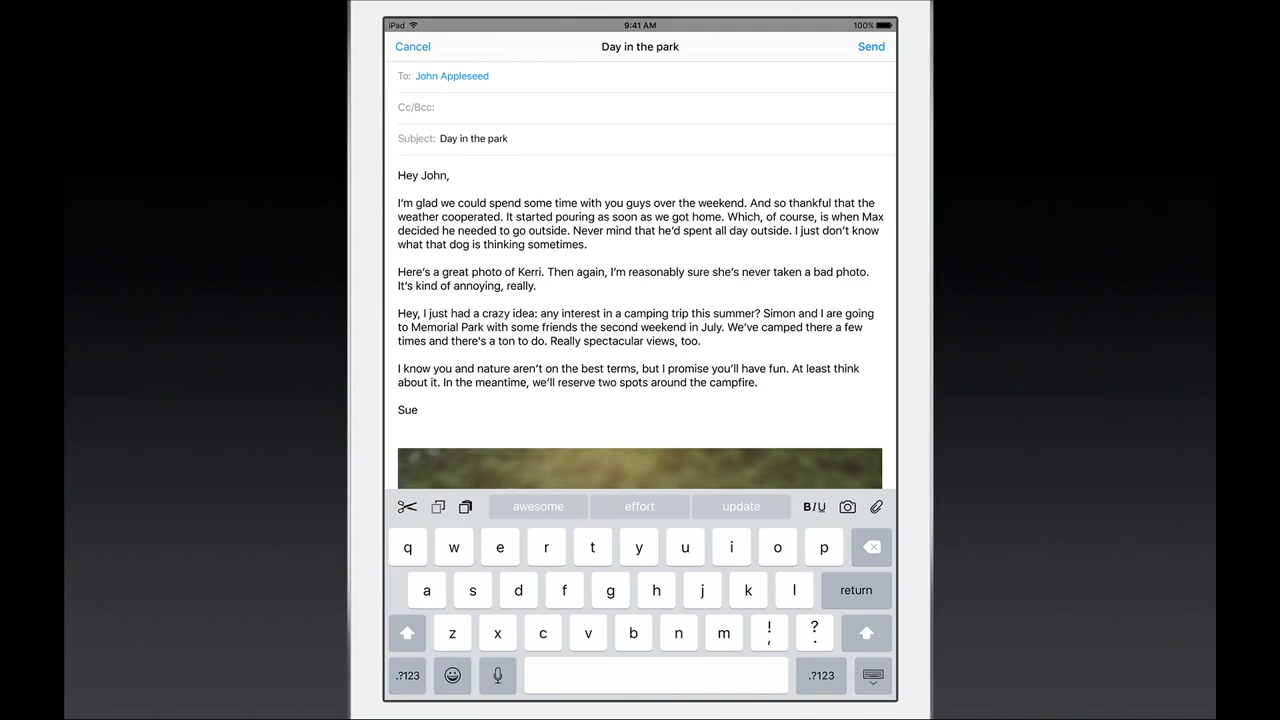 iPad 9:41 AM 100%
Cancel Day in the park Send
To: John Appleseed
Cc/Bcc:
Subject: Day in the park
Hey John,
I'm glad we could spend some time with you guys over the weekend. And so thankful that the
weather cooperated. It started pouring as soon as we got home. Which, of course, is when Max
decided he needed to go outside. Never mind that he'd spent all day outside. I just don't know
what that dog is thinking sometimes.
Here's a great photo of Kerri. Then again, I'm reasonably sure she's never taken a bad photo.
It's kind of annoying, really.
Hey, I just had a crazy idea: any interest in a camping trip this summer? Simon and I are going
to Memorial Park with some friends the second weekend in July. We've camped there a few
times and there's a ton to do. Really spectacular views, too.
I know you and nature aren't on the best terms, but I promise you'll have fun. At least think
about it. In the meantime, we'll reserve two spots around the campfire.
Sue
awesome effort update BIU
q w e r t y u i o p
a s d f g h j k l return
z x c v b n m ! , ? .
.?123 .?123